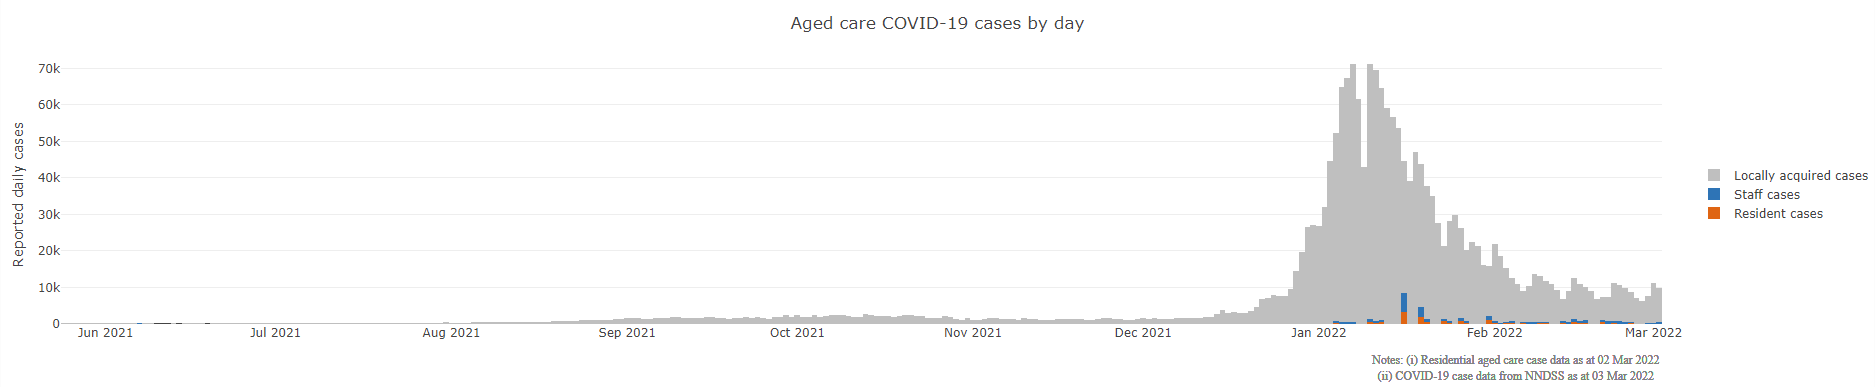 Aged care COVID-19 cases by day
Reported daily cases
70k
60k
50k
40k
30k
20k
10k
0
Jun 2021 Jul 2021 Aug 2021 Sep 2021 Oct 2021 Nov 2021 Dec 2021 Jan 2022 Feb 2022 Mar 2022
Locally acquired cases
Staff cases
Resident cases
Notes: (i) Residential aged care case data as at 02 Mar 2022
(ii) COVID-19 case data from NNDSS as at 03 Mar 2022